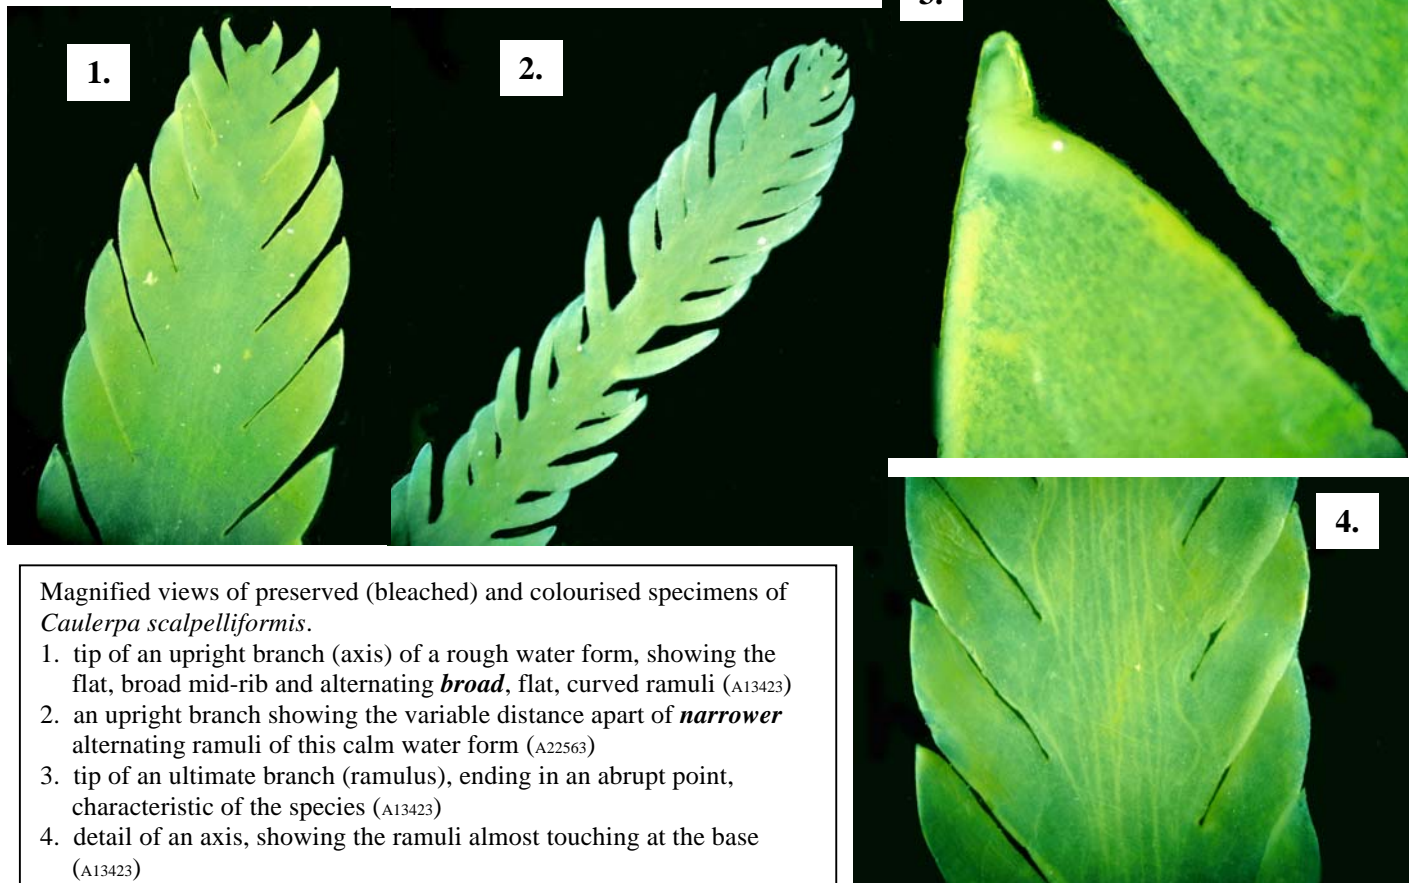 1.
2.
3.
4.
Magnified views of preserved (bleached) and colourised specimens of
Caulerpa scalpelliformis.
1. tip of an upright branch (axis) of a rough water form, showing the
flat, broad mid-rib and alternating broad, flat, curved ramuli (A13423)
2. an upright branch showing the variable distance apart of narrower
alternating ramuli of this calm water form (A22563)
3. tip of an ultimate branch (ramulus), ending in an abrupt point,
characteristic of the species (A13423)
4. detail of an axis, showing the ramuli almost touching at the base
(A13423)